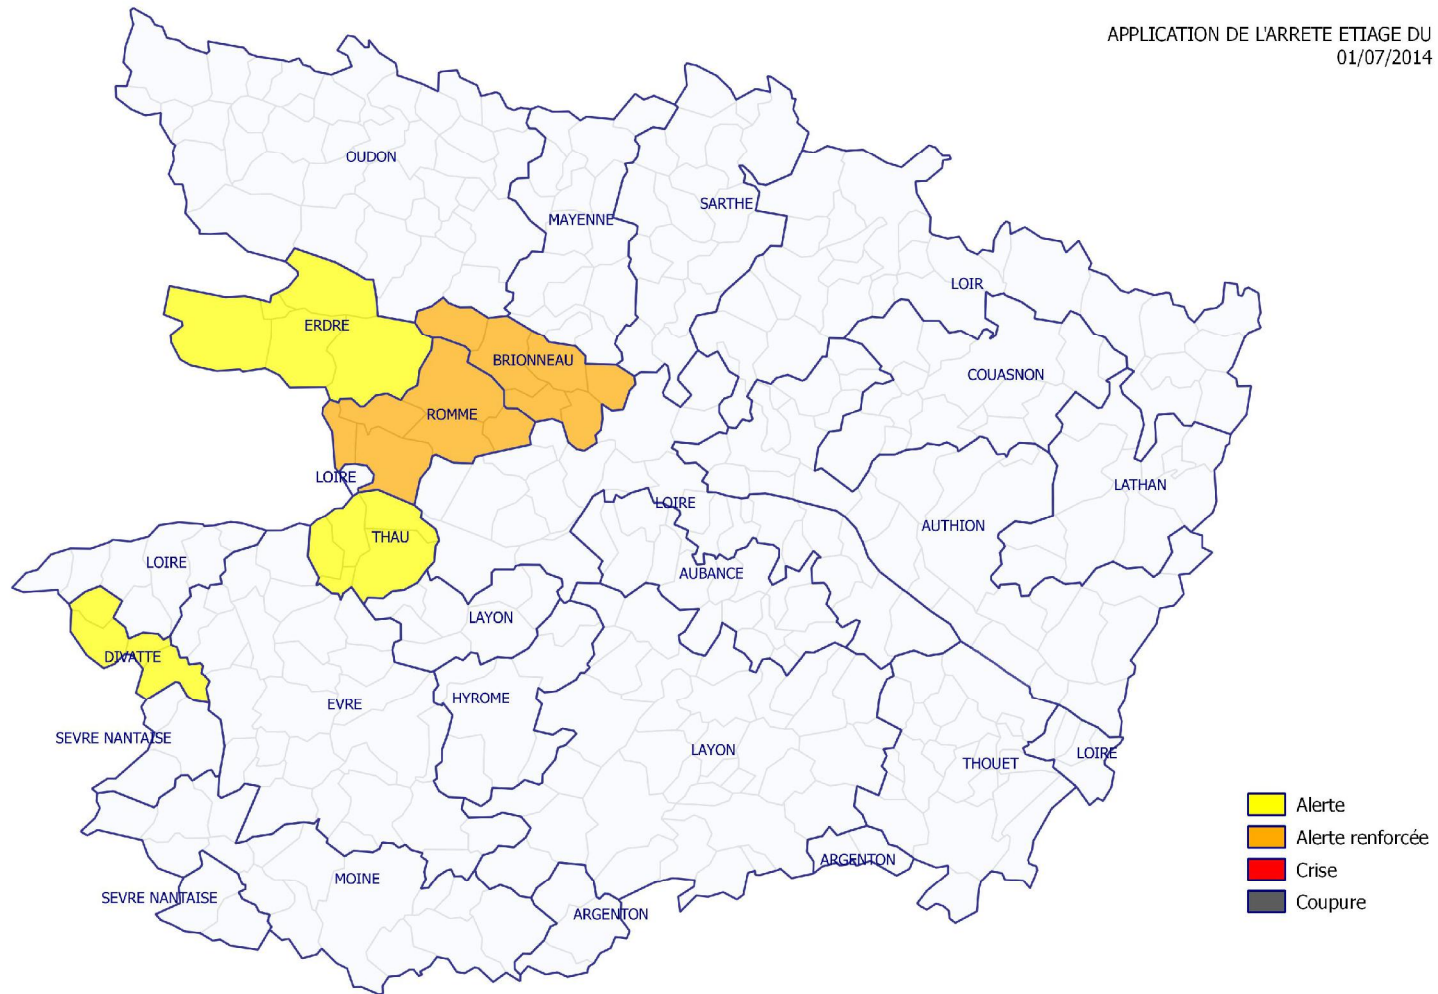 APPLICATION DE L'ARRETE ETIAGE DU
01/07/2014
OUDON
SARTHE
MAYENNE
LOIR
ERDRE
BRIONNEAU
COUASNON
ROMME
LOIRE
LATHAN
LOIRE
AUTHION
THAU
LOIRE
AUBANCE
LAYON
DIVATTE
HYROME
EVRE
SEVRE NANTAISE
LAYON
LOIRE
THOUET
Alerte
Alerte renforcée
ARGENTON
Crise
MOINE
SEVRE NANTAISE
Coupure
ARGENTON